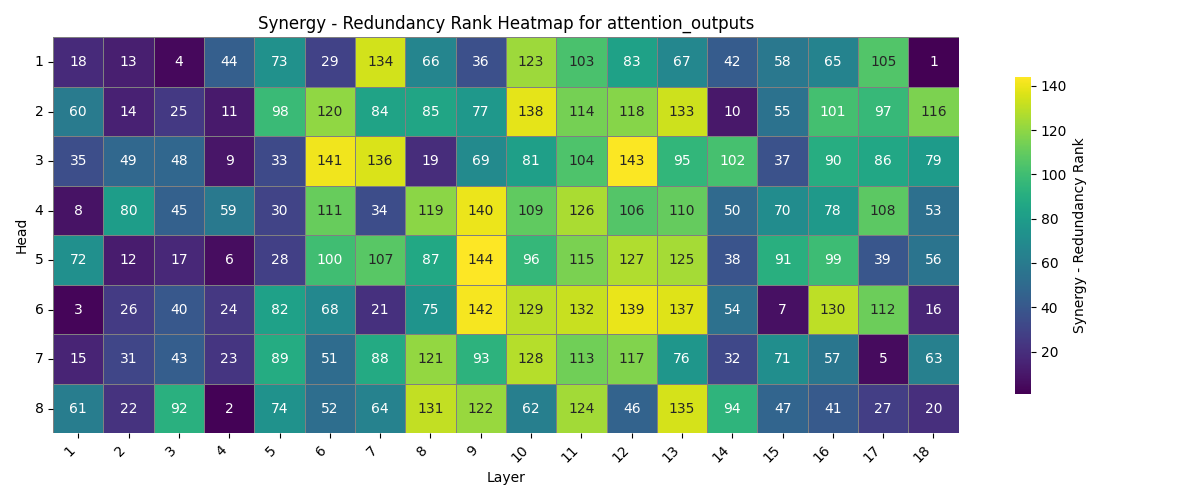 Synergy - Redundancy Rank Heatmap for attention_outputs
1 18 13 4 44 73 29 134 66 36 123 103 83 67 42 58 65 105 1
2 60 14 25 11 98 120 84 85 77 138 114 118 133 10 55 101 97 116
3 35 49 48 9 33 141 136 19 69 81 104 143 95 102 37 90 86 79
4 8 80 45 59 30 111 34 119 140 109 126 106 110 50 70 78 108 53
5 72 12 17 6 28 100 107 87 144 96 115 127 125 38 91 99 39 56
6 3 26 40 24 82 68 21 75 142 129 132 139 137 54 7 130 112 16
7 15 31 43 23 89 51 88 121 93 128 113 117 76 32 71 57 5 63
8 61 22 92 2 74 52 64 131 122 62 124 46 135 94 47 41 27 20
Head
1 2 3 4 5 6 7 8 9 10 11 12 13 14 15 16 17 18
Layer
140
120
100
80
60
40
20
Synergy - Redundancy Rank